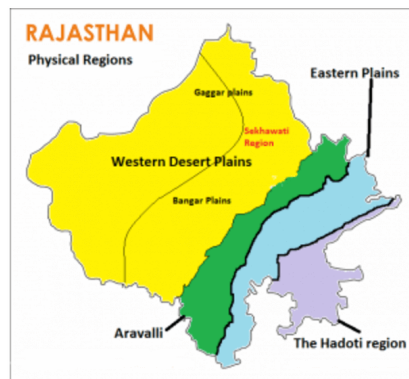 RAJASTHAN
Physical Regions
Eastern Plains
Gaggar plains
Sekhawati
Region
Western Desert Plains
Bangar Plains
Aravalli
The Hadoti region